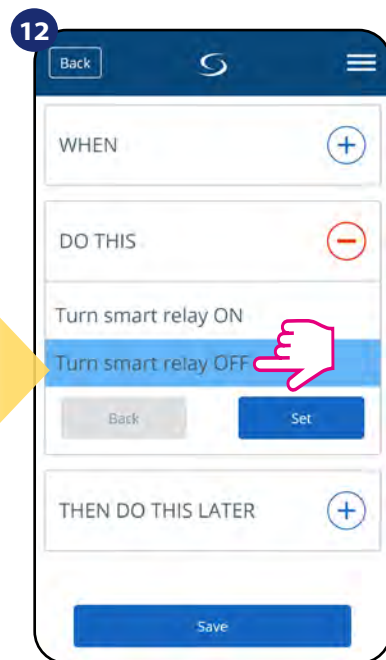 12
Back
WHEN
DO THIS
Turn smart relay ON
Turn smart relay OFF
Back Set
THEN DO THIS LATER
Save